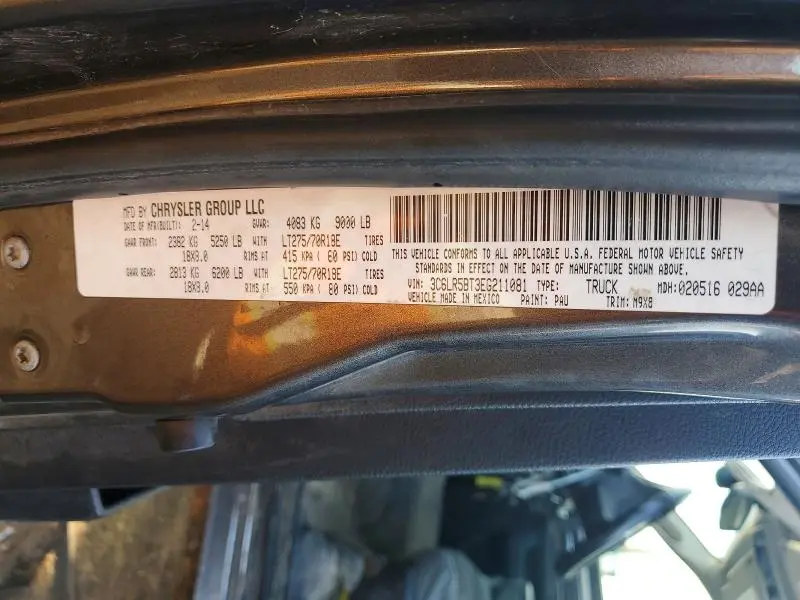 MFD BY CHRYSLER GROUP LLC
DATE OF MFR(BUILT): 2-14 GVWR: 4083 KG 9000 LB
GAWR FRONT: 2382 KG 5250 LB WITH LT275/70R18E TIRES
18X8.0 RIMS AT 415 KPA ( 60 PSI) COLD
GAWR REAR: 2813 KG 6200 LB WITH LT275/70R18E TIRES
18X8.0 RIMS AT 550 KPA ( 80 PSI) COLD
THIS VEHICLE CONFORMS TO ALL APPLICABLE U.S.A. FEDERAL MOTOR VEHICLE SAFETY
STANDARDS IN EFFECT ON THE DATE OF MANUFACTURE SHOWN ABOVE.
VIN: 3C6LR5BT3EG211081 TYPE: TRUCK MDH:020516 029AA
VEHICLE MADE IN MEXICO PAINT: PAU TRIM: M9X8